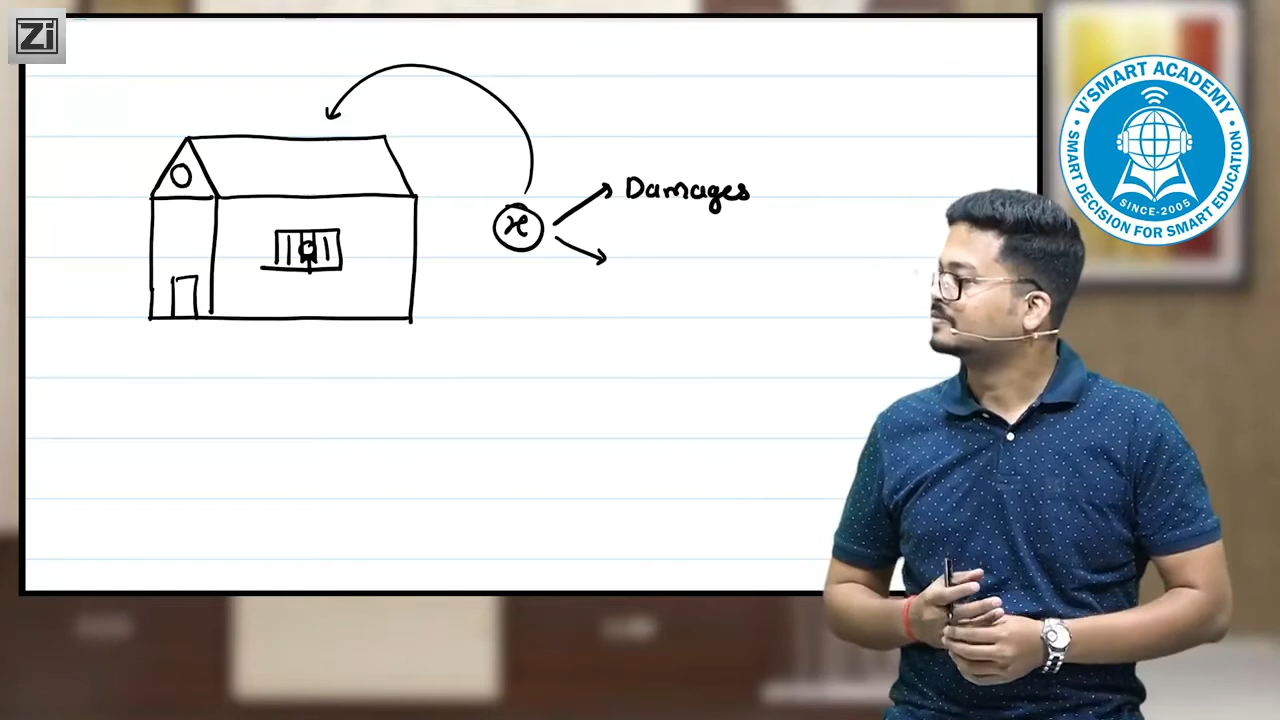 Zi
x
Damages
V'SMART ACADEMY
SINCE-2005
SMART DECISION FOR SMART EDUCATION